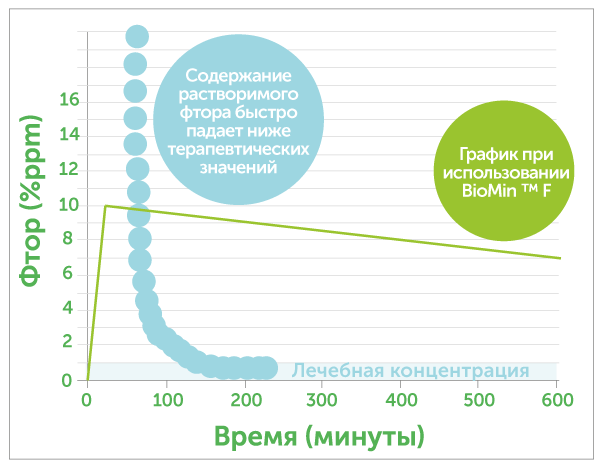 Содержание
растворимого
фтора быстро
падает ниже
терапевтических
значений
График при
использовании
BioMin ™ F
Фтор (%ppm)
16
14
12
10
8
6
4
2
0
Лечебная концентрация
0 100 200 300 400 500 600
Время (минуты)